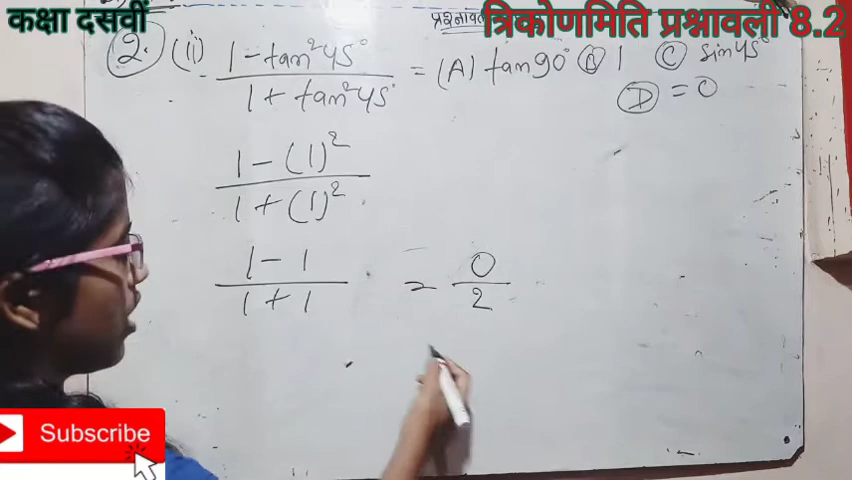 कक्षा दसवीं
त्रिकोणमिति प्रश्नावली 8.2
2. (ii) 1 - tan²45° / 1 + tan²45° = (A) tan90° (B) 1 (C) sin45°
(D) = 0
1 - (1)² / 1 + (1)²
1 - 1 / 1 + 1 = 0 / 2
Subscribe